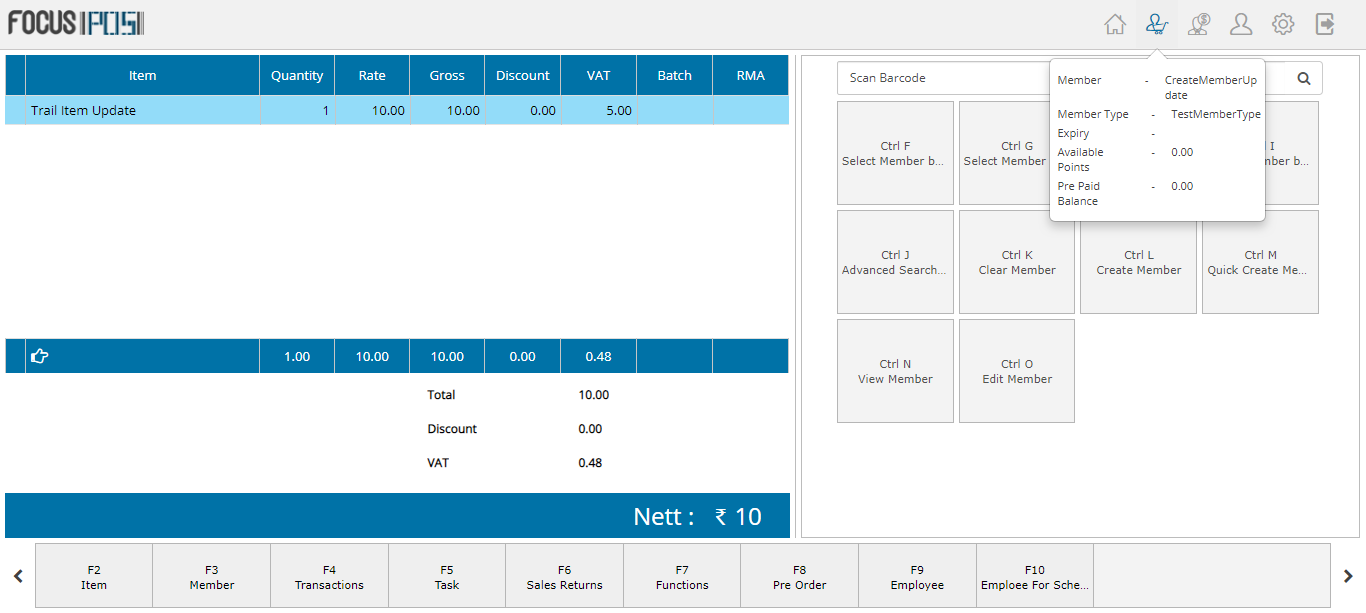 FOCUS POS
Item Quantity Rate Gross Discount VAT Batch RMA
Trail Item Update 1 10.00 10.00 0.00 5.00
1.00 10.00 10.00 0.00 0.48
Total 10.00
Discount 0.00
VAT 0.48
Nett : ₹ 10
Scan Barcode
Member - CreateMemberUp
date
Member Type - TestMemberType
Expiry -
Available - 0.00
Points
Pre Paid - 0.00
Balance
Ctrl F
Select Member b...
Ctrl G
Select Member
I
nber b...
Ctrl J
Advanced Search...
Ctrl K
Clear Member
Ctrl L
Create Member
Ctrl M
Quick Create Me...
Ctrl N
View Member
Ctrl O
Edit Member
F2
Item
F3
Member
F4
Transactions
F5
Task
F6
Sales Returns
F7
Functions
F8
Pre Order
F9
Employee
F10
Emploee For Sche...